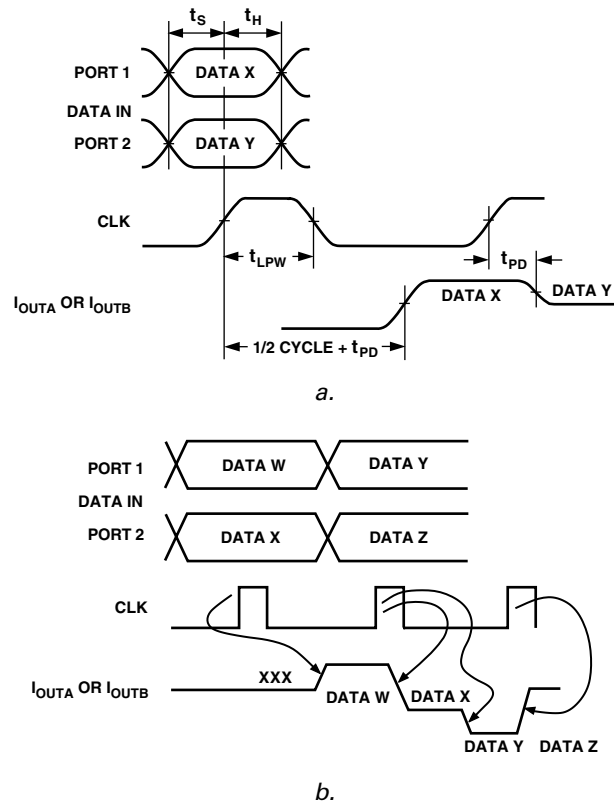 tS tH
PORT 1 DATA X
DATA IN
PORT 2 DATA Y
CLK
tLPW tPD
IOUTA OR IOUTB DATA X DATA Y
1/2 CYCLE + tPD
a.
PORT 1 DATA W DATA Y
DATA IN
PORT 2 DATA X DATA Z
CLK
XXX
IOUTA OR IOUTB DATA W DATA X
DATA Y DATA Z
b.